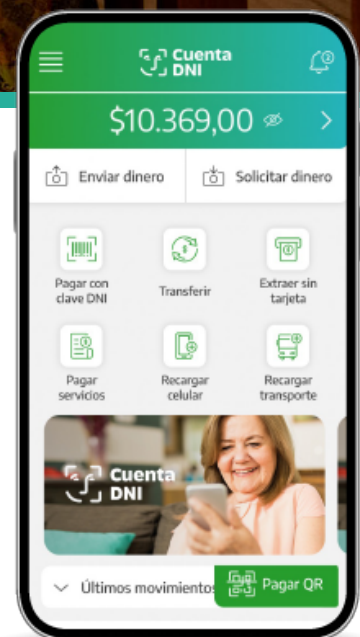 Cuenta
DNI
2
$10.369,00
Enviar dinero
Solicitar dinero
Pagar con
clave DNI
Transferir
Extraer sin
tarjeta
Pagar
servicios
Recargar
celular
Recargar
transporte
Cuenta
DNI
Últimos movimientos
Pagar QR